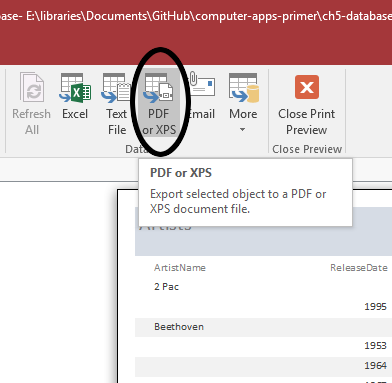 base- E:\libraries\Documents\GitHub\computer-apps-primer\ch5-database
Refresh
All
Excel
Text
File
PDF
or XPS
Email
More
Close Print
Preview
Data
Close Preview
PDF or XPS
Export selected object to a PDF or
XPS document file.
Artists
ArtistName ReleaseDate
2 Pac
1995
Beethoven
1953
1964